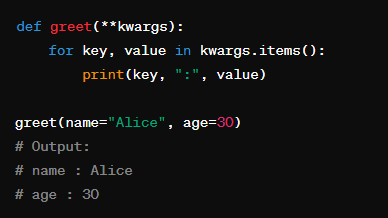 def greet(**kwargs):
    for key, value in kwargs.items():
        print(key, ":", value)
greet(name="Alice", age=30)
# Output:
# name : Alice
# age : 30